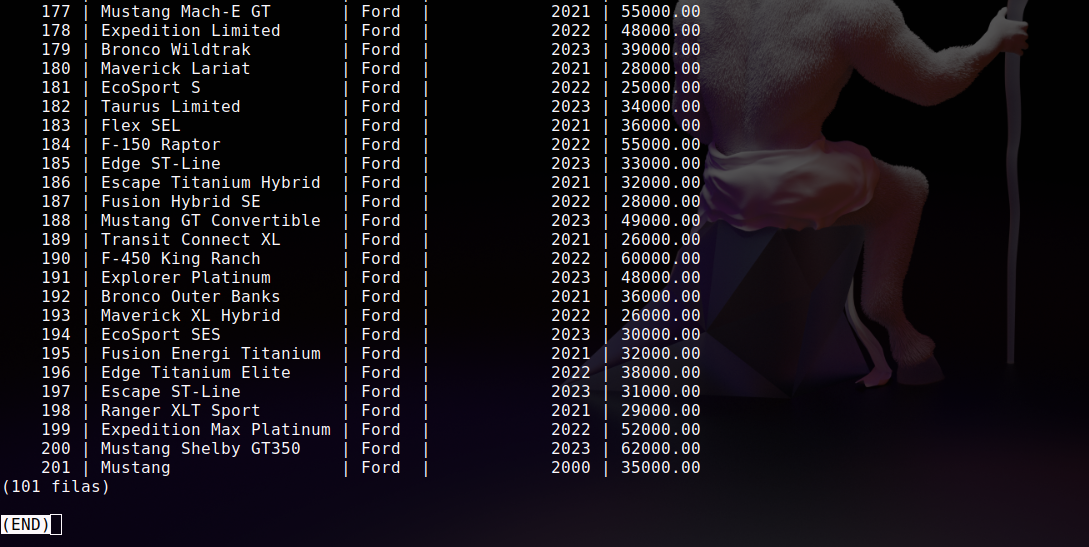 177 | Mustang Mach-E GT | Ford | 2021 | 55000.00
178 | Expedition Limited | Ford | 2022 | 48000.00
179 | Bronco Wildtrak | Ford | 2023 | 39000.00
180 | Maverick Lariat | Ford | 2021 | 28000.00
181 | EcoSport S | Ford | 2022 | 25000.00
182 | Taurus Limited | Ford | 2023 | 34000.00
183 | Flex SEL | Ford | 2021 | 36000.00
184 | F-150 Raptor | Ford | 2022 | 55000.00
185 | Edge ST-Line | Ford | 2023 | 33000.00
186 | Escape Titanium Hybrid | Ford | 2021 | 32000.00
187 | Fusion Hybrid SE | Ford | 2022 | 28000.00
188 | Mustang GT Convertible | Ford | 2023 | 49000.00
189 | Transit Connect XL | Ford | 2021 | 26000.00
190 | F-450 King Ranch | Ford | 2022 | 60000.00
191 | Explorer Platinum | Ford | 2023 | 48000.00
192 | Bronco Outer Banks | Ford | 2021 | 36000.00
193 | Maverick XL Hybrid | Ford | 2022 | 26000.00
194 | EcoSport SES | Ford | 2023 | 30000.00
195 | Fusion Energi Titanium | Ford | 2021 | 32000.00
196 | Edge Titanium Elite | Ford | 2022 | 38000.00
197 | Escape ST-Line | Ford | 2023 | 31000.00
198 | Ranger XLT Sport | Ford | 2021 | 29000.00
199 | Expedition Max Platinum | Ford | 2022 | 52000.00
200 | Mustang Shelby GT350 | Ford | 2023 | 62000.00
201 | Mustang | Ford | 2000 | 35000.00
(101 filas)
(END)